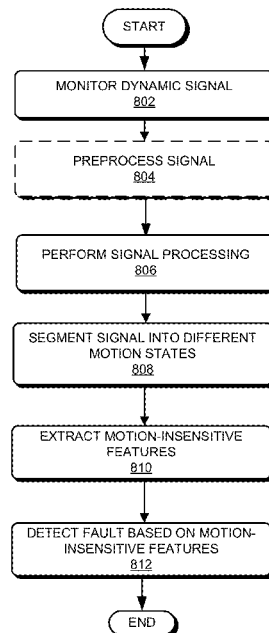 START
MONITOR DYNAMIC SIGNAL
802
PREPROCESS SIGNAL
804
PERFORM SIGNAL PROCESSING
806
SEGMENT SIGNAL INTO DIFFERENT
MOTION STATES
808
EXTRACT MOTION-INSENSITIVE
FEATURES
810
DETECT FAULT BASED ON MOTION-
INSENSITIVE FEATURES
812
END